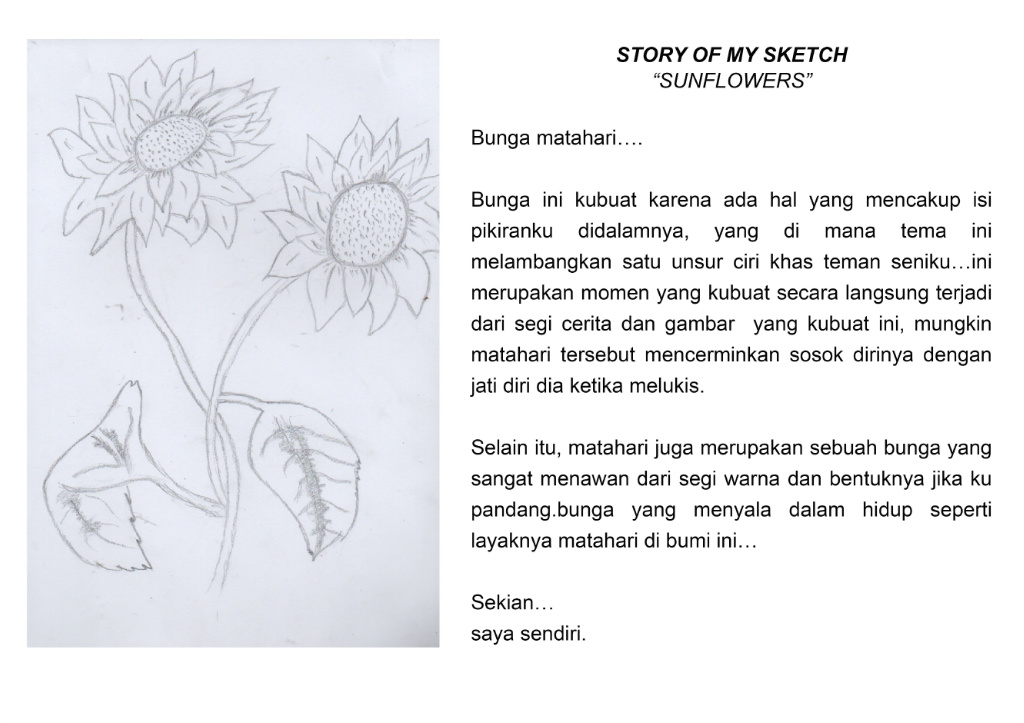 STORY OF MY SKETCH
“SUNFLOWERS”
Bunga matahari….
Bunga ini kubuat karena ada hal yang mencakup isi
pikiranku didalamnya, yang di mana tema ini
melambangkan satu unsur ciri khas teman seniku…ini
merupakan momen yang kubuat secara langsung terjadi
dari segi cerita dan gambar  yang kubuat ini, mungkin
matahari tersebut mencerminkan sosok dirinya dengan
jati diri dia ketika melukis.
Selain itu, matahari juga merupakan sebuah bunga yang
sangat menawan dari segi warna dan bentuknya jika ku
pandang.bunga yang menyala dalam hidup seperti
layaknya matahari di bumi ini…
Sekian…
saya sendiri.